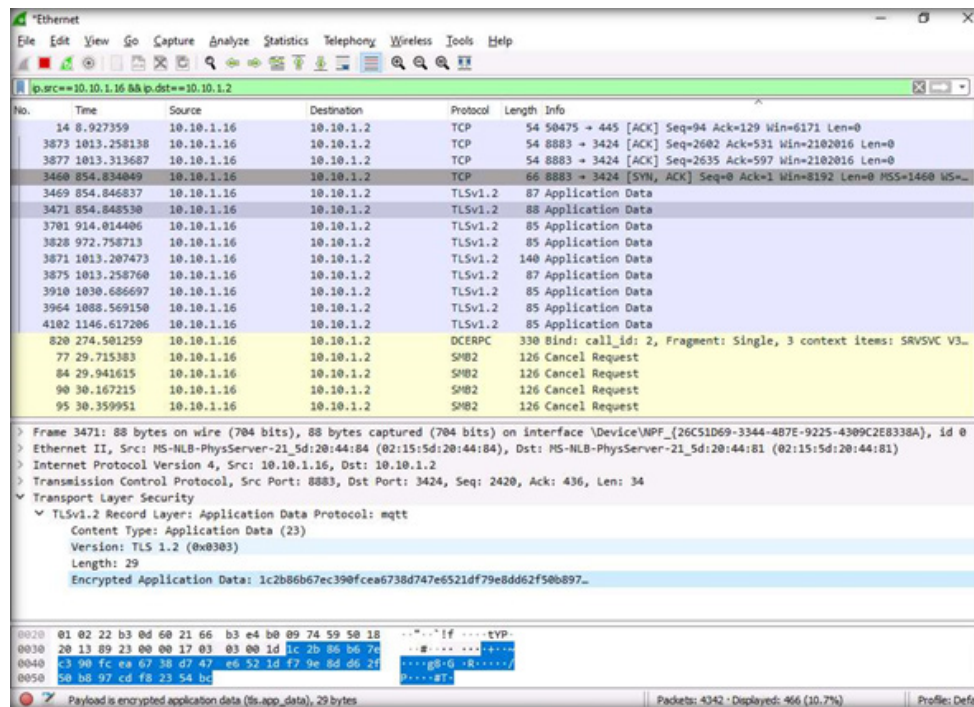 *Ethernet
File Edit View Go Capture Analyze Statistics Telephony Wireless Tools Help
ip.src==10.10.1.16 && ip.dst==10.10.1.2
No. Time Source Destination Protocol Length Info
14 8.927359 10.10.1.16 10.10.1.2 TCP 54 50475 → 445 [ACK] Seq=94 Ack=129 Win=6171 Len=0
3873 1013.258138 10.10.1.16 10.10.1.2 TCP 54 8883 → 3424 [ACK] Seq=2602 Ack=531 Win=2102016 Len=0
3877 1013.313687 10.10.1.16 10.10.1.2 TCP 54 8883 → 3424 [ACK] Seq=2635 Ack=597 Win=2102016 Len=0
3460 854.834049 10.10.1.16 10.10.1.2 TCP 66 8883 → 3424 [SYN, ACK] Seq=0 Ack=1 Win=8192 Len=0 MSS=1460 WS=…
3469 854.846837 10.10.1.16 10.10.1.2 TLSv1.2 87 Application Data
3471 854.848530 10.10.1.16 10.10.1.2 TLSv1.2 88 Application Data
3701 914.014406 10.10.1.16 10.10.1.2 TLSv1.2 85 Application Data
3828 972.758713 10.10.1.16 10.10.1.2 TLSv1.2 85 Application Data
3871 1013.207473 10.10.1.16 10.10.1.2 TLSv1.2 140 Application Data
3875 1013.258760 10.10.1.16 10.10.1.2 TLSv1.2 87 Application Data
3910 1030.686697 10.10.1.16 10.10.1.2 TLSv1.2 85 Application Data
3964 1088.569150 10.10.1.16 10.10.1.2 TLSv1.2 85 Application Data
4102 1146.617206 10.10.1.16 10.10.1.2 TLSv1.2 85 Application Data
820 274.501259 10.10.1.16 10.10.1.2 DCERPC 330 Bind: call_id: 2, Fragment: Single, 3 context items: SRVSVC V3…
77 29.715383 10.10.1.16 10.10.1.2 SMB2 126 Cancel Request
84 29.941615 10.10.1.16 10.10.1.2 SMB2 126 Cancel Request
90 30.167215 10.10.1.16 10.10.1.2 SMB2 126 Cancel Request
95 30.359951 10.10.1.16 10.10.1.2 SMB2 126 Cancel Request
Frame 3471: 88 bytes on wire (704 bits), 88 bytes captured (704 bits) on interface \Device\NPF_{26C51D69-3344-4B7E-9225-4309C2E8338A}, id 0
Ethernet II, Src: MS-NLB-PhysServer-21_5d:20:44:84 (02:15:5d:20:44:84), Dst: MS-NLB-PhysServer-21_5d:20:44:81 (02:15:5d:20:44:81)
Internet Protocol Version 4, Src: 10.10.1.16, Dst: 10.10.1.2
Transmission Control Protocol, Src Port: 8883, Dst Port: 3424, Seq: 2420, Ack: 436, Len: 34
Transport Layer Security
TLSv1.2 Record Layer: Application Data Protocol: mqtt
Content Type: Application Data (23)
Version: TLS 1.2 (0x0303)
Length: 29
Encrypted Application Data: 1c2b86b67ec390fcea6738d747e6521df79e8dd62f50b897…
0020 01 02 22 b3 0d 60 21 66 b3 e4 b0 09 74 59 50 18 ··"··`!f ····tYP·
0030 20 13 89 23 00 00 17 03 03 00 1d 1c 2b 86 b6 7e ···#···· ····+··~
0040 c3 90 fc ea 67 38 d7 47 e6 52 1d f7 9e 8d d6 2f ····g8·G ·R·····/
0050 50 b8 97 cd f8 23 54 bc P····#T·
Payload is encrypted application data (tls.app_data), 29 bytes Packets: 4342 · Displayed: 466 (10.7%) Profile: Defa